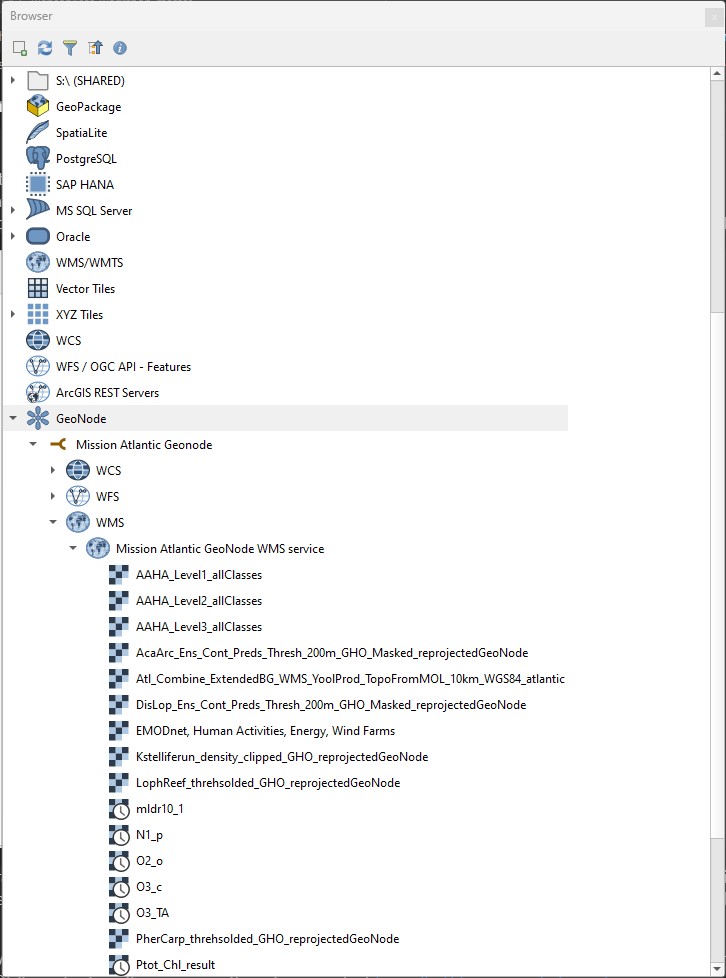 Browser
S:\ (SHARED)
GeoPackage
SpatiaLite
PostgreSQL
SAP HANA
MS SQL Server
Oracle
WMS/WMTS
Vector Tiles
XYZ Tiles
WCS
WFS / OGC API - Features
ArcGIS REST Servers
GeoNode
Mission Atlantic Geonode
WCS
WFS
WMS
Mission Atlantic GeoNode WMS service
AAHA_Level1_allClasses
AAHA_Level2_allClasses
AAHA_Level3_allClasses
AcaArc_Ens_Cont_Preds_Thresh_200m_GHO_Masked_reprojectedGeoNode
Atl_Combine_ExtendedBG_WMS_YoolProd_TopoFromMOL_10km_WGS84_atlantic
DisLop_Ens_Cont_Preds_Thresh_200m_GHO_Masked_reprojectedGeoNode
EMODnet, Human Activities, Energy, Wind Farms
Kstelliferun_density_clipped_GHO_reprojectedGeoNode
LophReef_threhsolded_GHO_reprojectedGeoNode
mldr10_1
N1_p
O2_o
O3_c
O3_TA
PherCarp_threhsolded_GHO_reprojectedGeoNode
Ptot_Chl_result